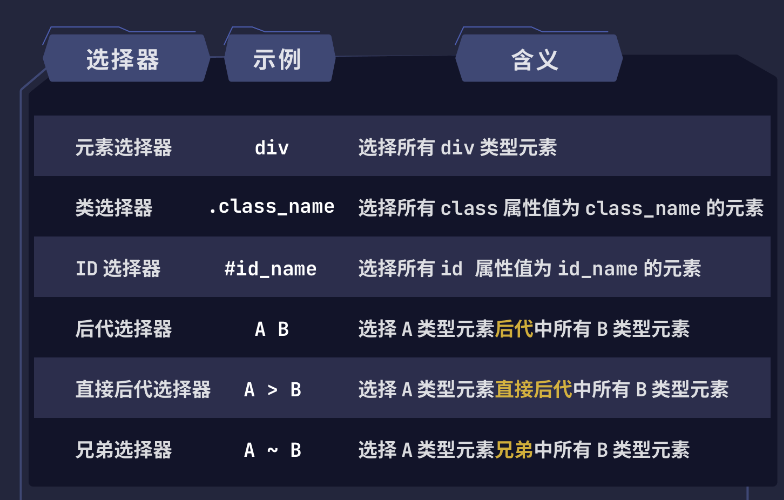 选择器 示例 含义
元素选择器 div 选择所有 div 类型元素
类选择器 .class_name 选择所有 class 属性值为 class_name 的元素
ID 选择器 #id_name 选择所有 id 属性值为 id_name 的元素
后代选择器 A B 选择 A 类型元素后代中所有 B 类型元素
直接后代选择器 A > B 选择 A 类型元素直接后代中所有 B 类型元素
兄弟选择器 A ~ B 选择 A 类型元素兄弟中所有 B 类型元素